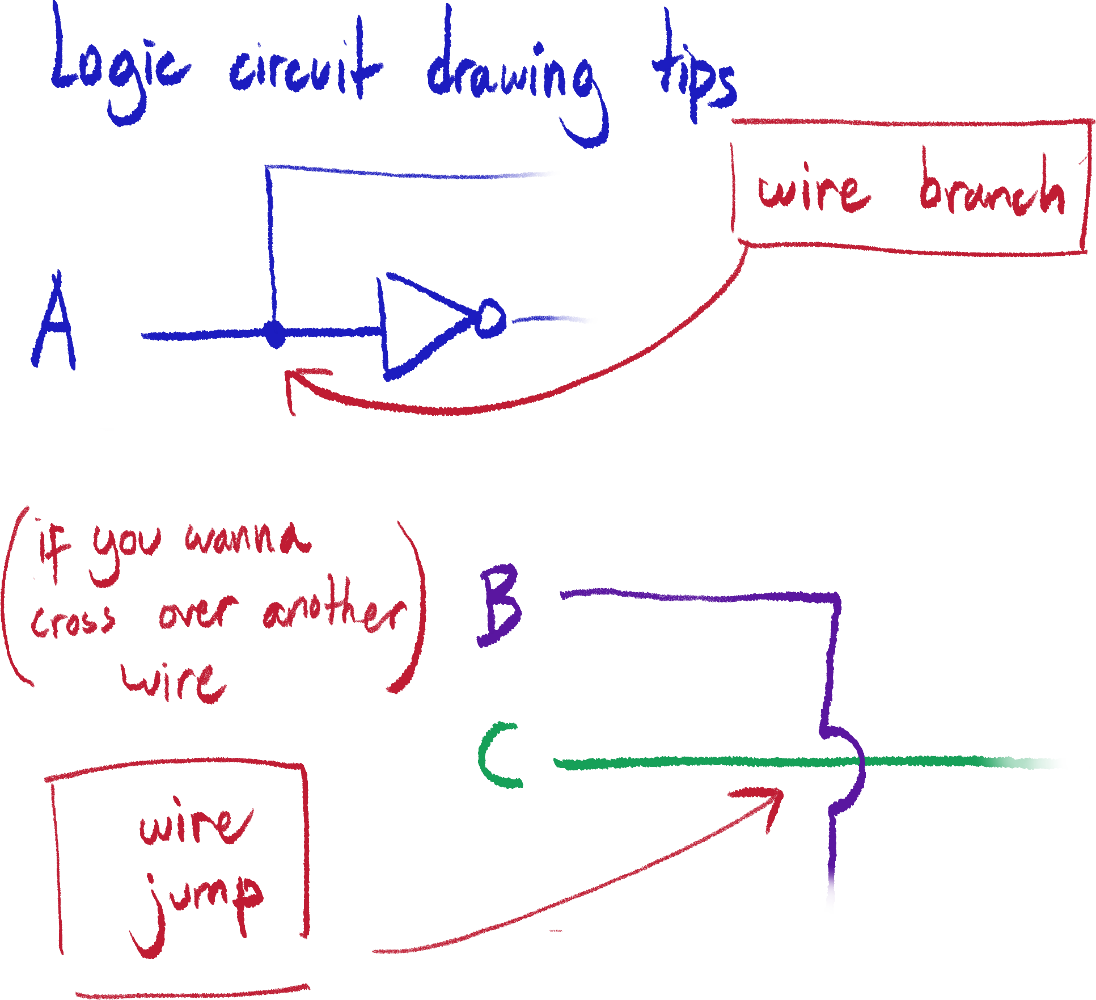 Logic circuit drawing tips
wire branch
A
(if you wanna
cross over another
wire)
B
C
wire
jump